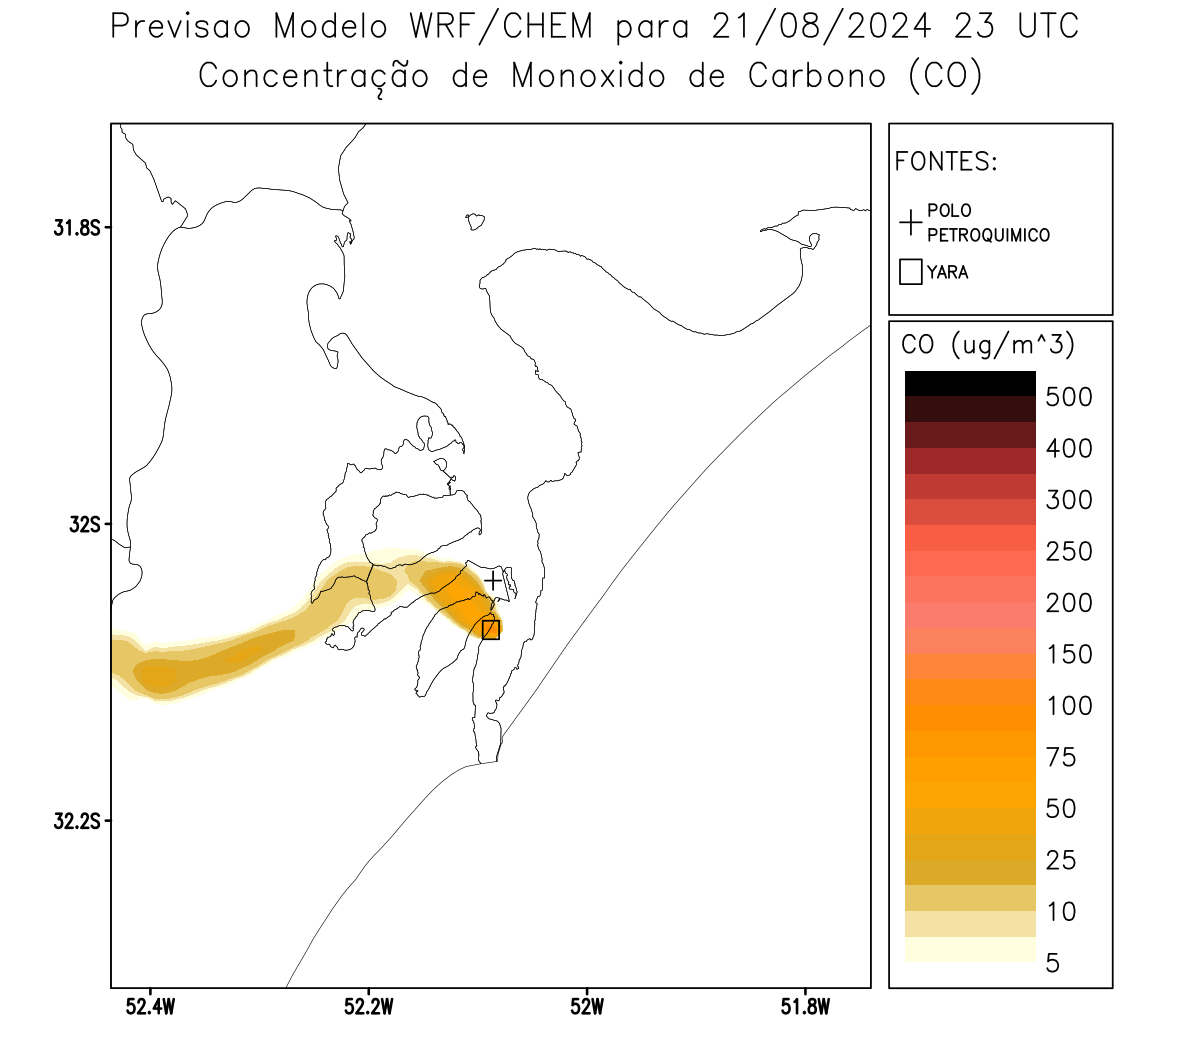 Previsao Modelo WRF/CHEM para 21/08/2024 23 UTC
Concentração de Monoxido de Carbono (CO)
FONTES:
POLO
PETROQUIMICO
YARA
CO (ug/m^3)
500
400
300
250
200
150
100
75
50
25
10
5
31.8S
32S
32.2S
52.4W
52.2W
52W
51.8W